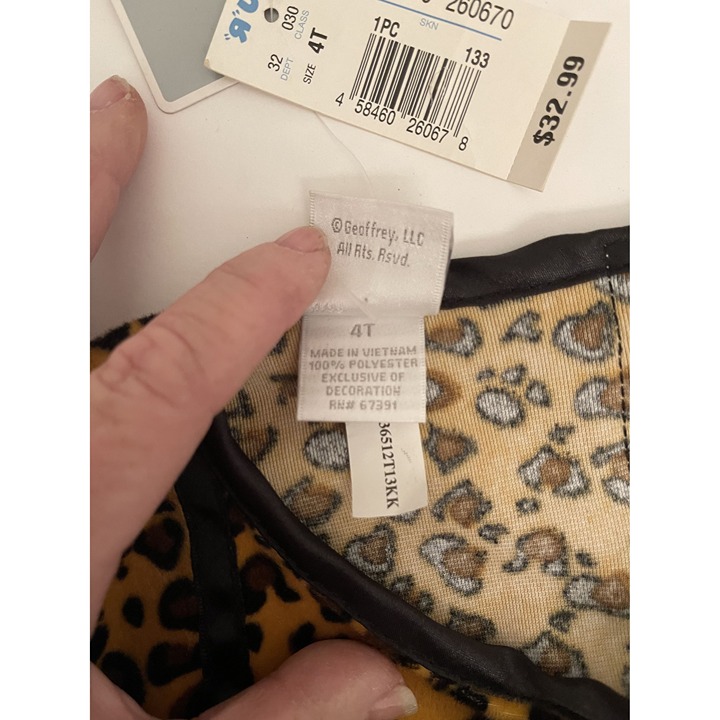 "R"U
260670
SKN
32 030
DEPT CLASS
SIZE 4T
1PC
133
4 58460 26067 8
$32.99
©Geoffrey, LLC
All Rts. Rsvd.
4T
MADE IN VIETNAM
100% POLYESTER
EXCLUSIVE OF
DECORATION
RN# 67391
36512T13KK